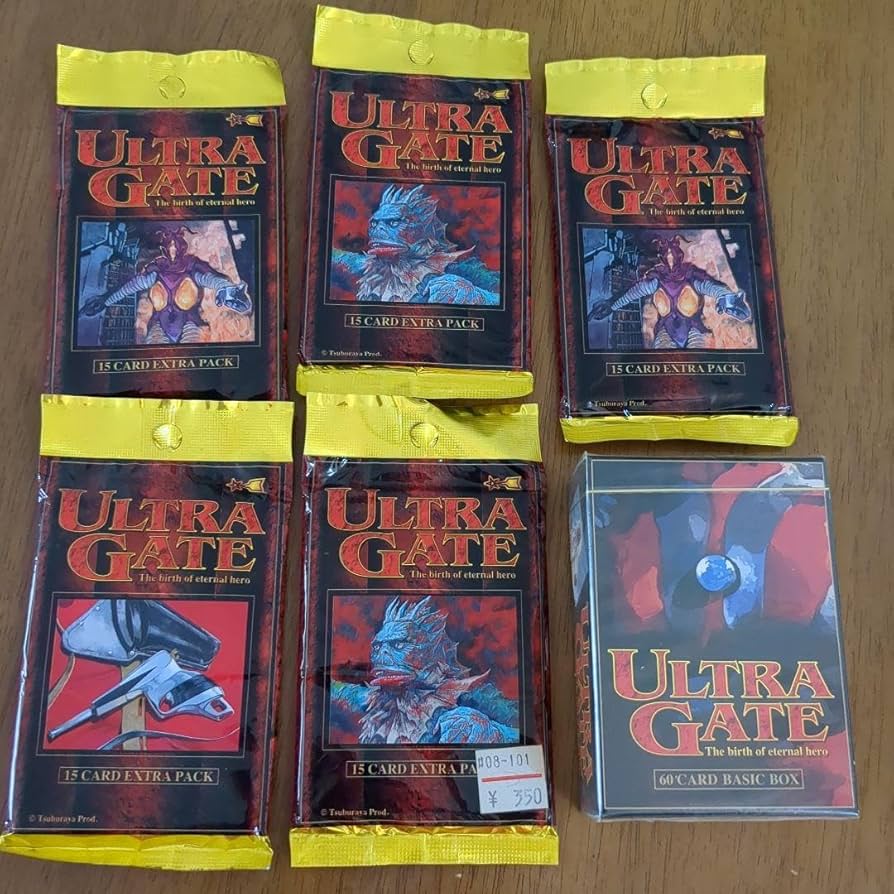 ULTRA
GATE
The birth of eternal hero
15 CARD EXTRA PACK
ULTRA
GATE
The birth of eternal hero
15 CARD EXTRA PACK
© Tsuburaya Prod.
ULTRA
GATE
The birth of eternal hero
15 CARD EXTRA PACK
© Tsuburaya Prod.
ULTRA
GATE
The birth of eternal hero
15 CARD EXTRA PACK
© Tsuburaya Prod.
ULTRA
GATE
The birth of eternal hero
15 CARD EXTRA PA
© Tsuburaya Prod.
#08-101
¥ 350
ULTRA
GATE
The birth of eternal hero
60 CARD BASIC BOX